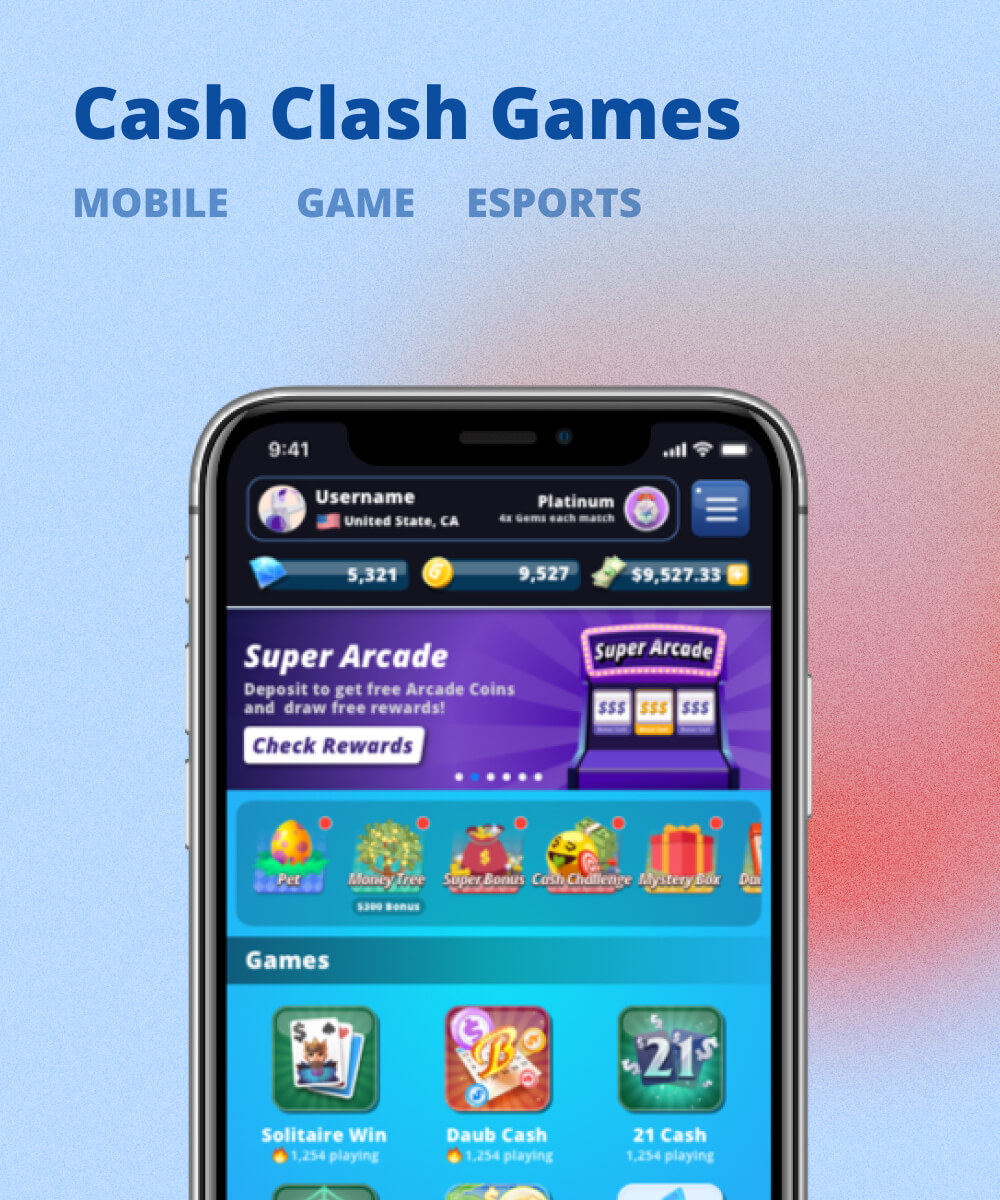 Cash Clash Games
MOBILE GAME ESPORTS
9:41
Username
United State, CA
Platinum
4x Gems each match
5,321
9,527
$9,527.33
Super Arcade
Deposit to get free Arcade Coins
and draw free rewards!
Check Rewards
Super Arcade
$$$ $$$ $$$
Pet
Money Tree
Super Bonus
Cash Challenge
Mystery Box
$300 Bonus
Games
Solitaire Win
1,254 playing
Daub Cash
1,254 playing
21
21 Cash
1,254 playing